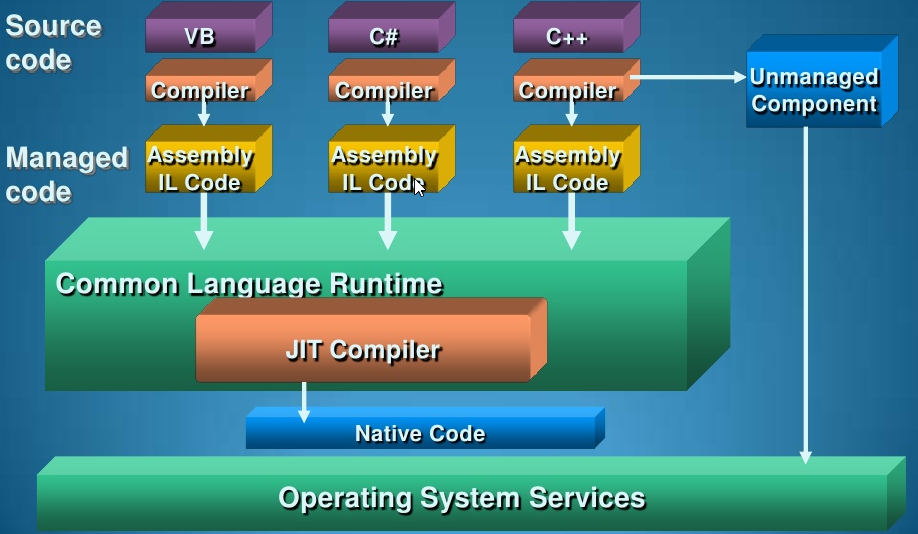 Source
code
VB
C#
C++
Compiler
Compiler
Compiler
Unmanaged
Component
Managed
code
Assembly
IL Code
Assembly
IL Code
Assembly
IL Code
Common Language Runtime
JIT Compiler
Native Code
Operating System Services